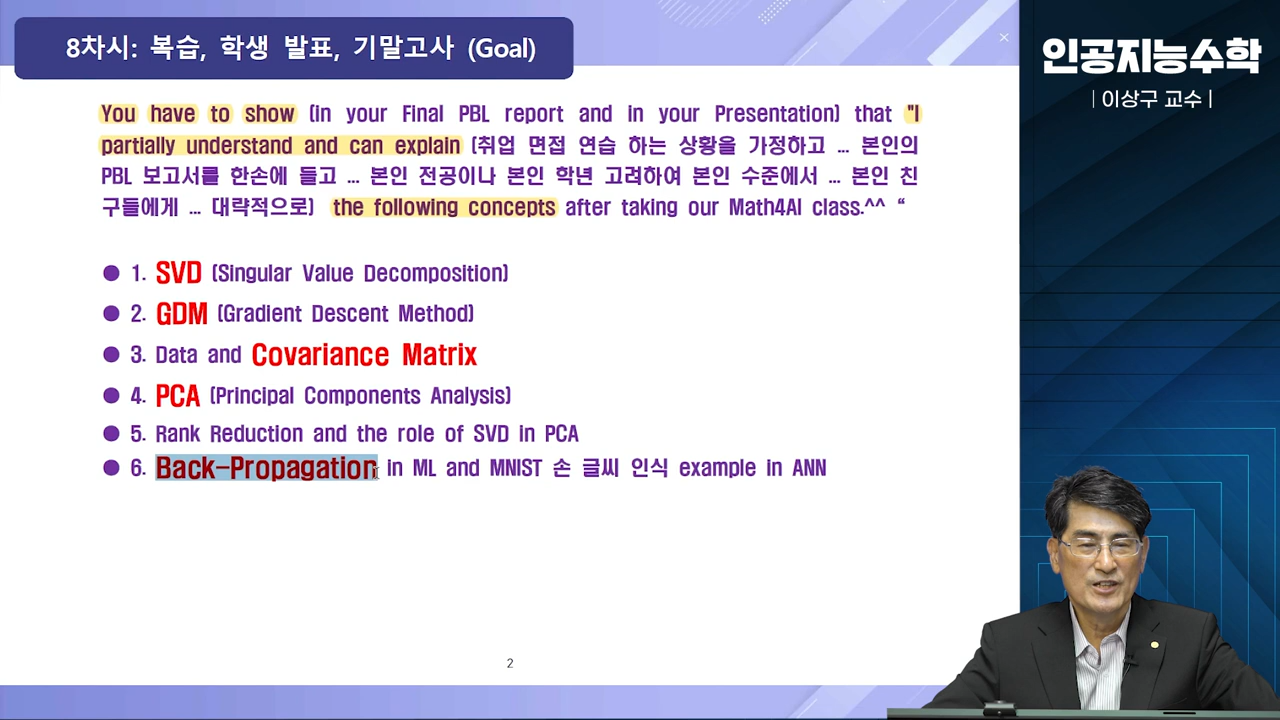 8차시: 복습, 학생 발표, 기말고사 (Goal)
인공지능수학
| 이상구 교수 |
You have to show (in your Final PBL report and in your Presentation) that "I
partially understand and can explain (취업 면접 연습 하는 상황을 가정하고 ... 본인의
PBL 보고서를 한손에 들고 ... 본인 전공이나 본인 학년 고려하여 본인 수준에서 ... 본인 친
구들에게 ... 대략적으로) the following concepts after taking our Math4AI class.^^ “
● 1. SVD (Singular Value Decomposition)
● 2. GDM (Gradient Descent Method)
● 3. Data and Covariance Matrix
● 4. PCA (Principal Components Analysis)
● 5. Rank Reduction and the role of SVD in PCA
● 6. Back-Propagation in ML and MNIST 손 글씨 인식 example in ANN
2